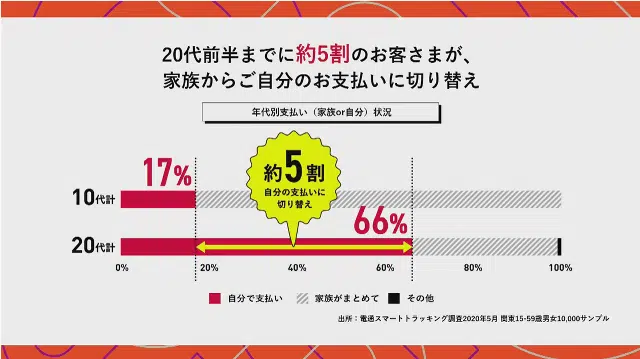 20代前半までに約5割のお客さまが、
家族からご自分のお支払いに切り替え
年代別支払い（家族or自分）状況
17%
約5割
自分の支払いに
切り替え
10代計
66%
20代計
0% 20% 40% 60% 80% 100%
自分で支払い 家族がまとめて その他
出所：電通スマートトラッキング調査2020年5月 関東15-59歳男女10,000サンプル